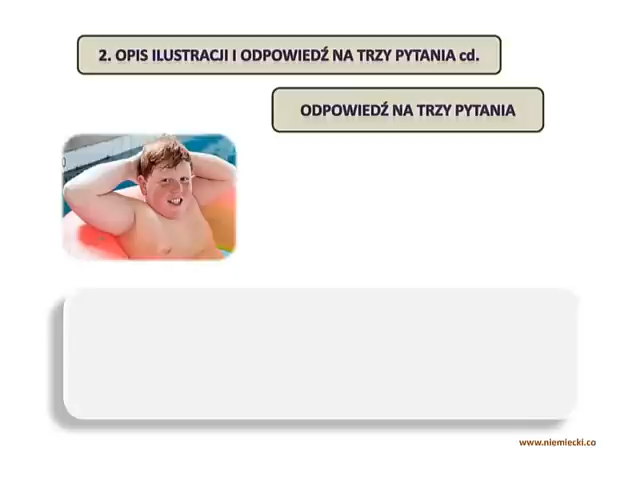 2. OPIS ILUSTRACJI I ODPOWIEDŹ NA TRZY PYTANIA cd.
ODPOWIEDŹ NA TRZY PYTANIA
www.niemiecki.co